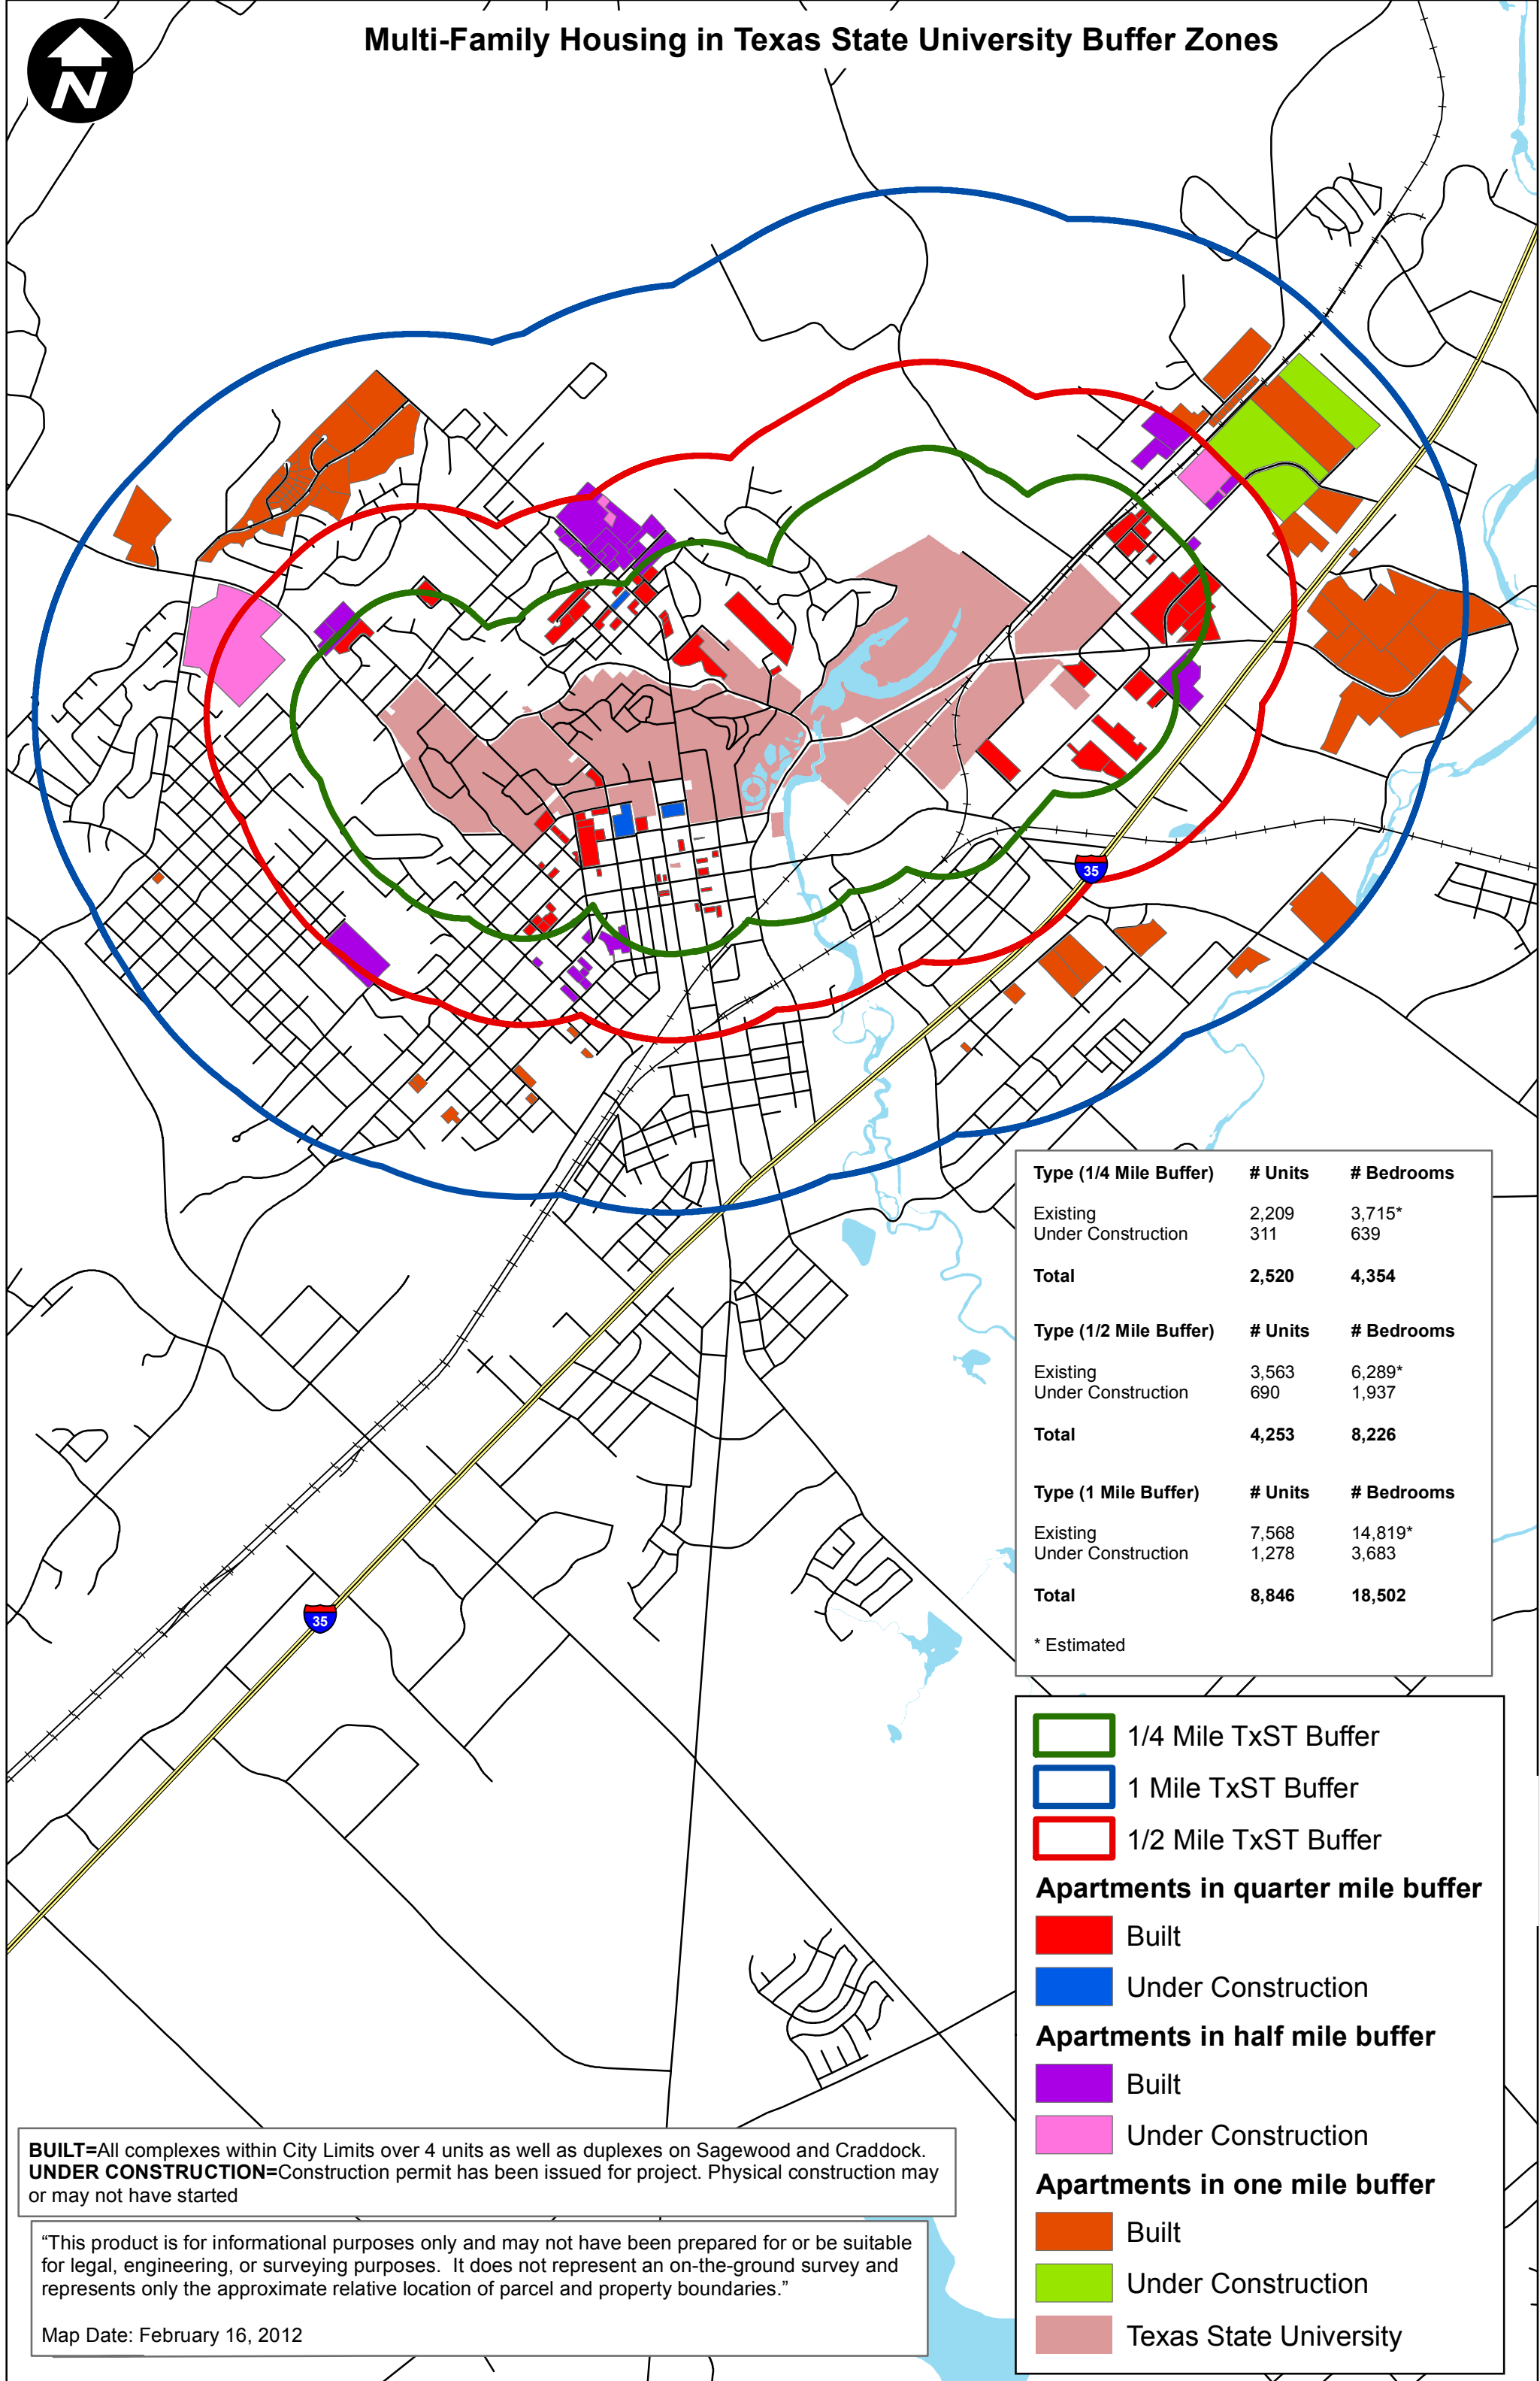 Multi-Family Housing in Texas State University Buffer Zones
N
35
35
Type (1/4 Mile Buffer) # Units # Bedrooms
Existing 2,209 3,715*
Under Construction 311 639
Total 2,520 4,354
Type (1/2 Mile Buffer) # Units # Bedrooms
Existing 3,563 6,289*
Under Construction 690 1,937
Total 4,253 8,226
Type (1 Mile Buffer) # Units # Bedrooms
Existing 7,568 14,819*
Under Construction 1,278 3,683
Total 8,846 18,502
* Estimated
1/4 Mile TxST Buffer
1 Mile TxST Buffer
1/2 Mile TxST Buffer
Apartments in quarter mile buffer
Built
Under Construction
Apartments in half mile buffer
Built
Under Construction
Apartments in one mile buffer
Built
Under Construction
Texas State University
BUILT=All complexes within City Limits over 4 units as well as duplexes on Sagewood and Craddock.
UNDER CONSTRUCTION=Construction permit has been issued for project. Physical construction may
or may not have started
“This product is for informational purposes only and may not have been prepared for or be suitable
for legal, engineering, or surveying purposes.  It does not represent an on-the-ground survey and
represents only the approximate relative location of parcel and property boundaries.”
Map Date: February 16, 2012